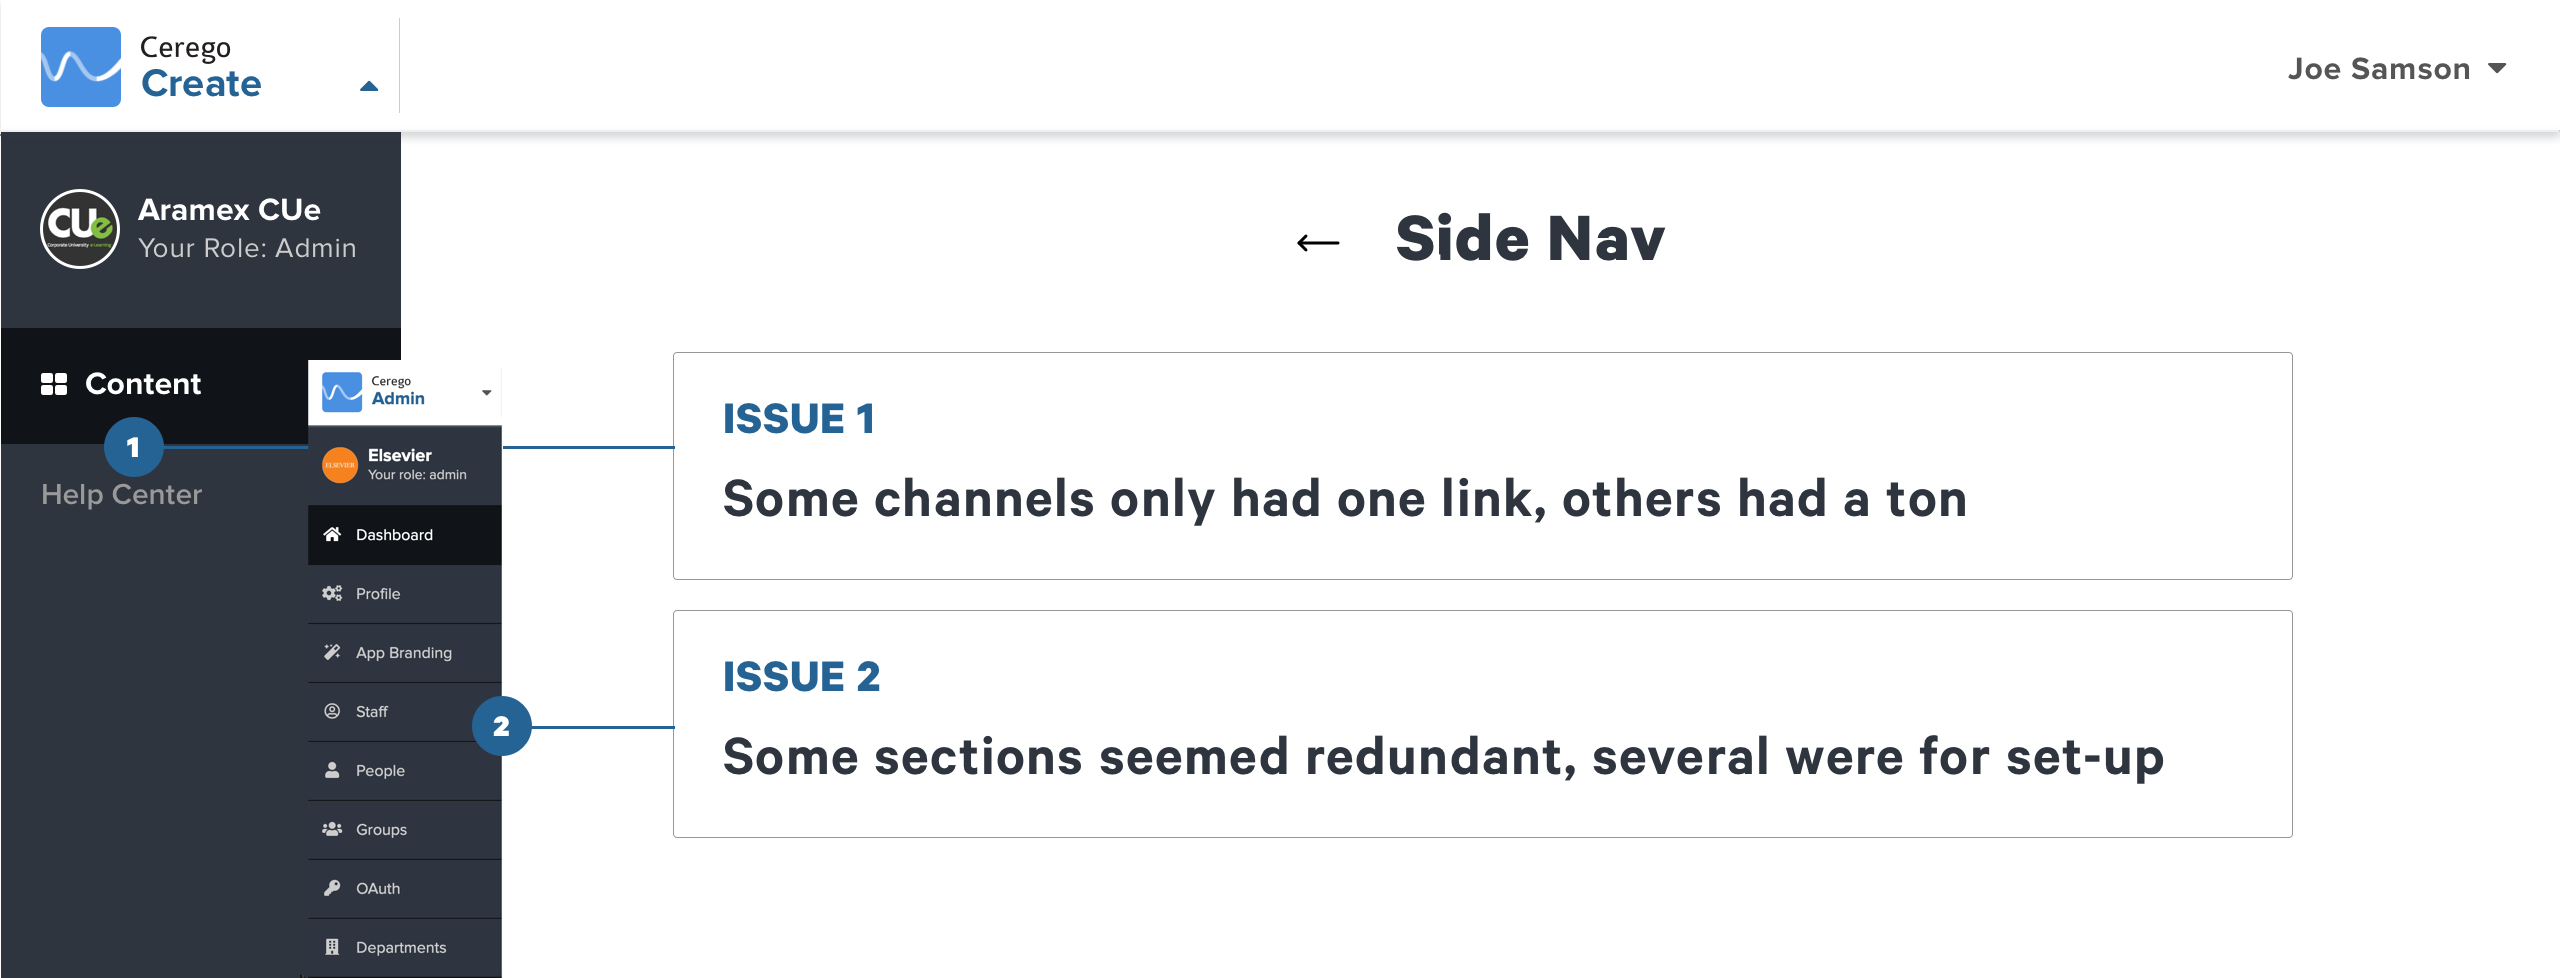 Cerego
Create
Joe Samson
CUe
Aramex CUe
Your Role: Admin
← Side Nav
Content
1
Help Center
Cerego
Admin
ELSEVIER
Elsevier
Your role: admin
Dashboard
Profile
App Branding
Staff
2
People
Groups
OAuth
Departments
ISSUE 1
Some channels only had one link, others had a ton
ISSUE 2
Some sections seemed redundant, several were for set-up